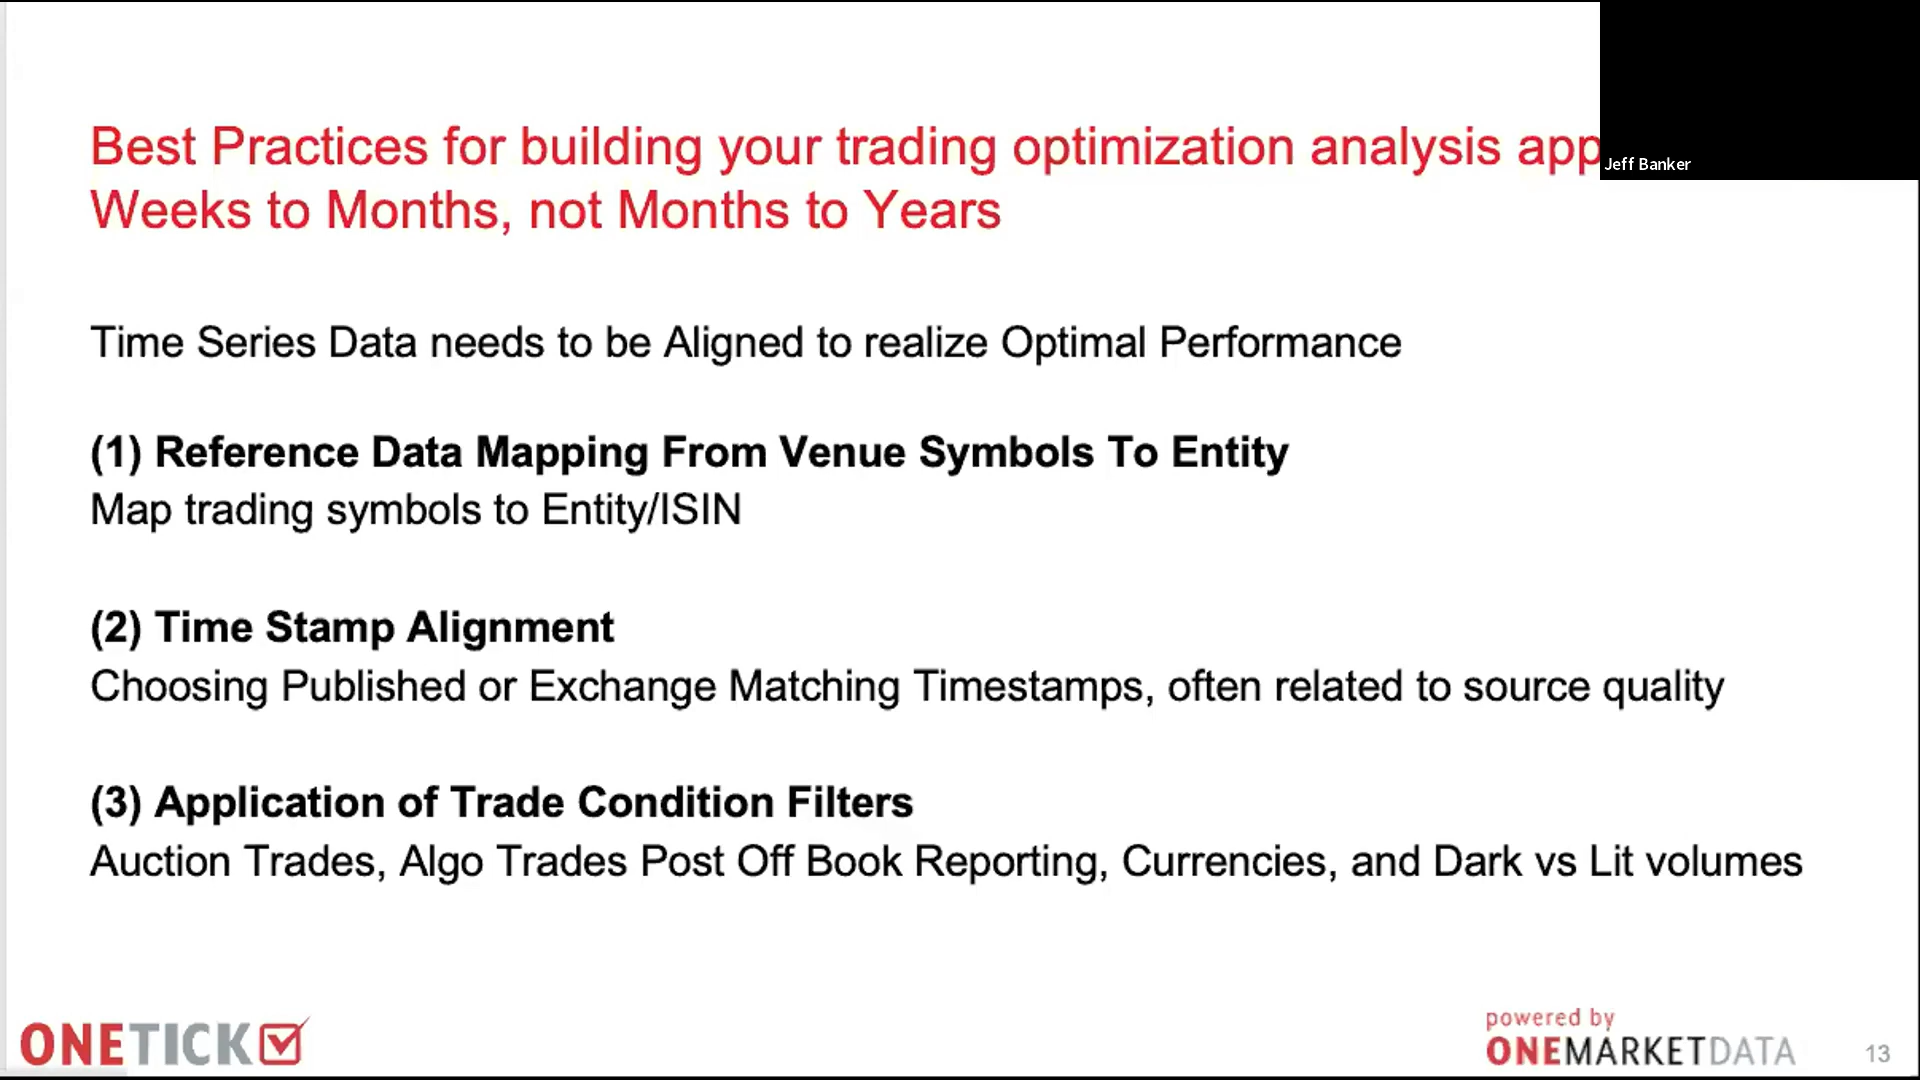 Best Practices for building your trading optimization analysis app
Jeff Banker
Weeks to Months, not Months to Years
Time Series Data needs to be Aligned to realize Optimal Performance
(1) Reference Data Mapping From Venue Symbols To Entity
Map trading symbols to Entity/ISIN
(2) Time Stamp Alignment
Choosing Published or Exchange Matching Timestamps, often related to source quality
(3) Application of Trade Condition Filters
Auction Trades, Algo Trades Post Off Book Reporting, Currencies, and Dark vs Lit volumes
ONETICK
powered by
ONEMARKETDATA
13